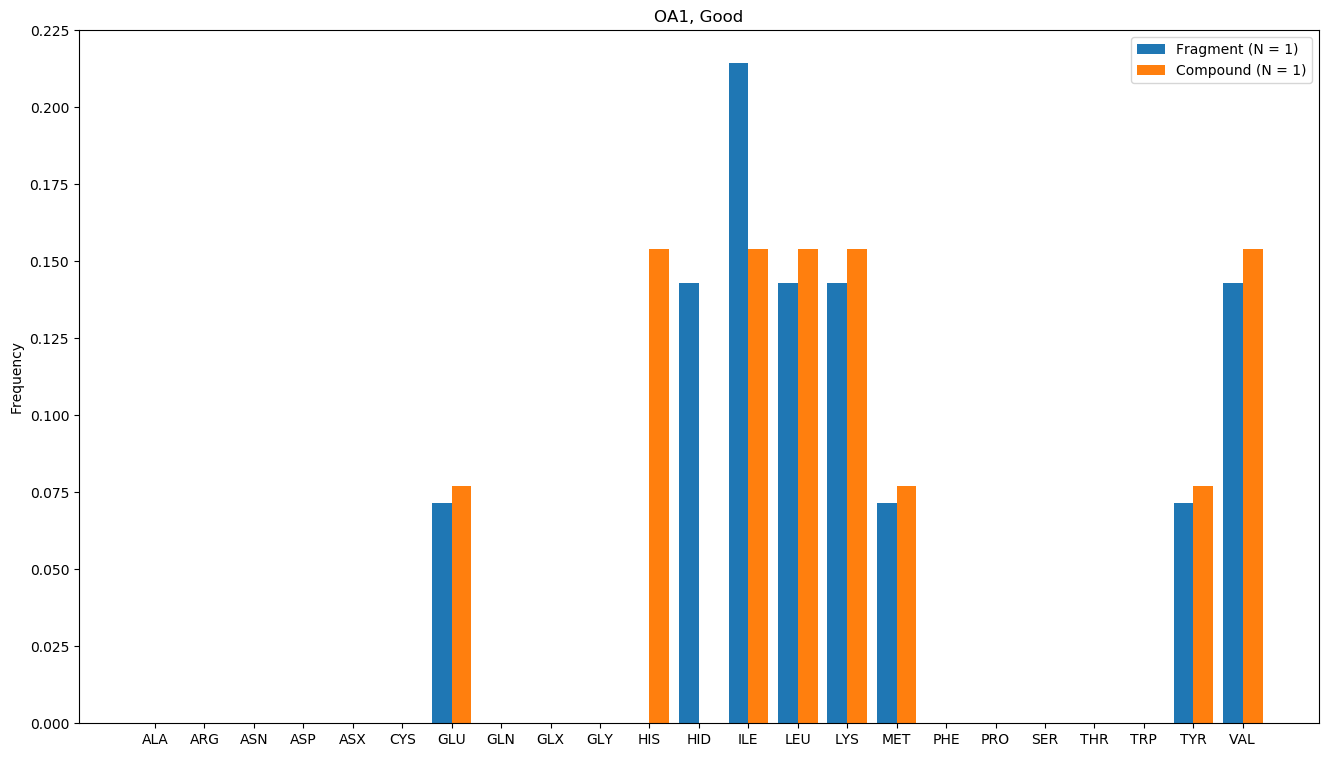 OA1, Good
Fragment (N = 1)
Compound (N = 1)
Frequency
0.225
0.200
0.175
0.150
0.125
0.100
0.075
0.050
0.025
0.000
ALA ARG ASN ASP ASX CYS GLU GLN GLX GLY HIS HID ILE LEU LYS MET PHE PRO SER THR TRP TYR VAL